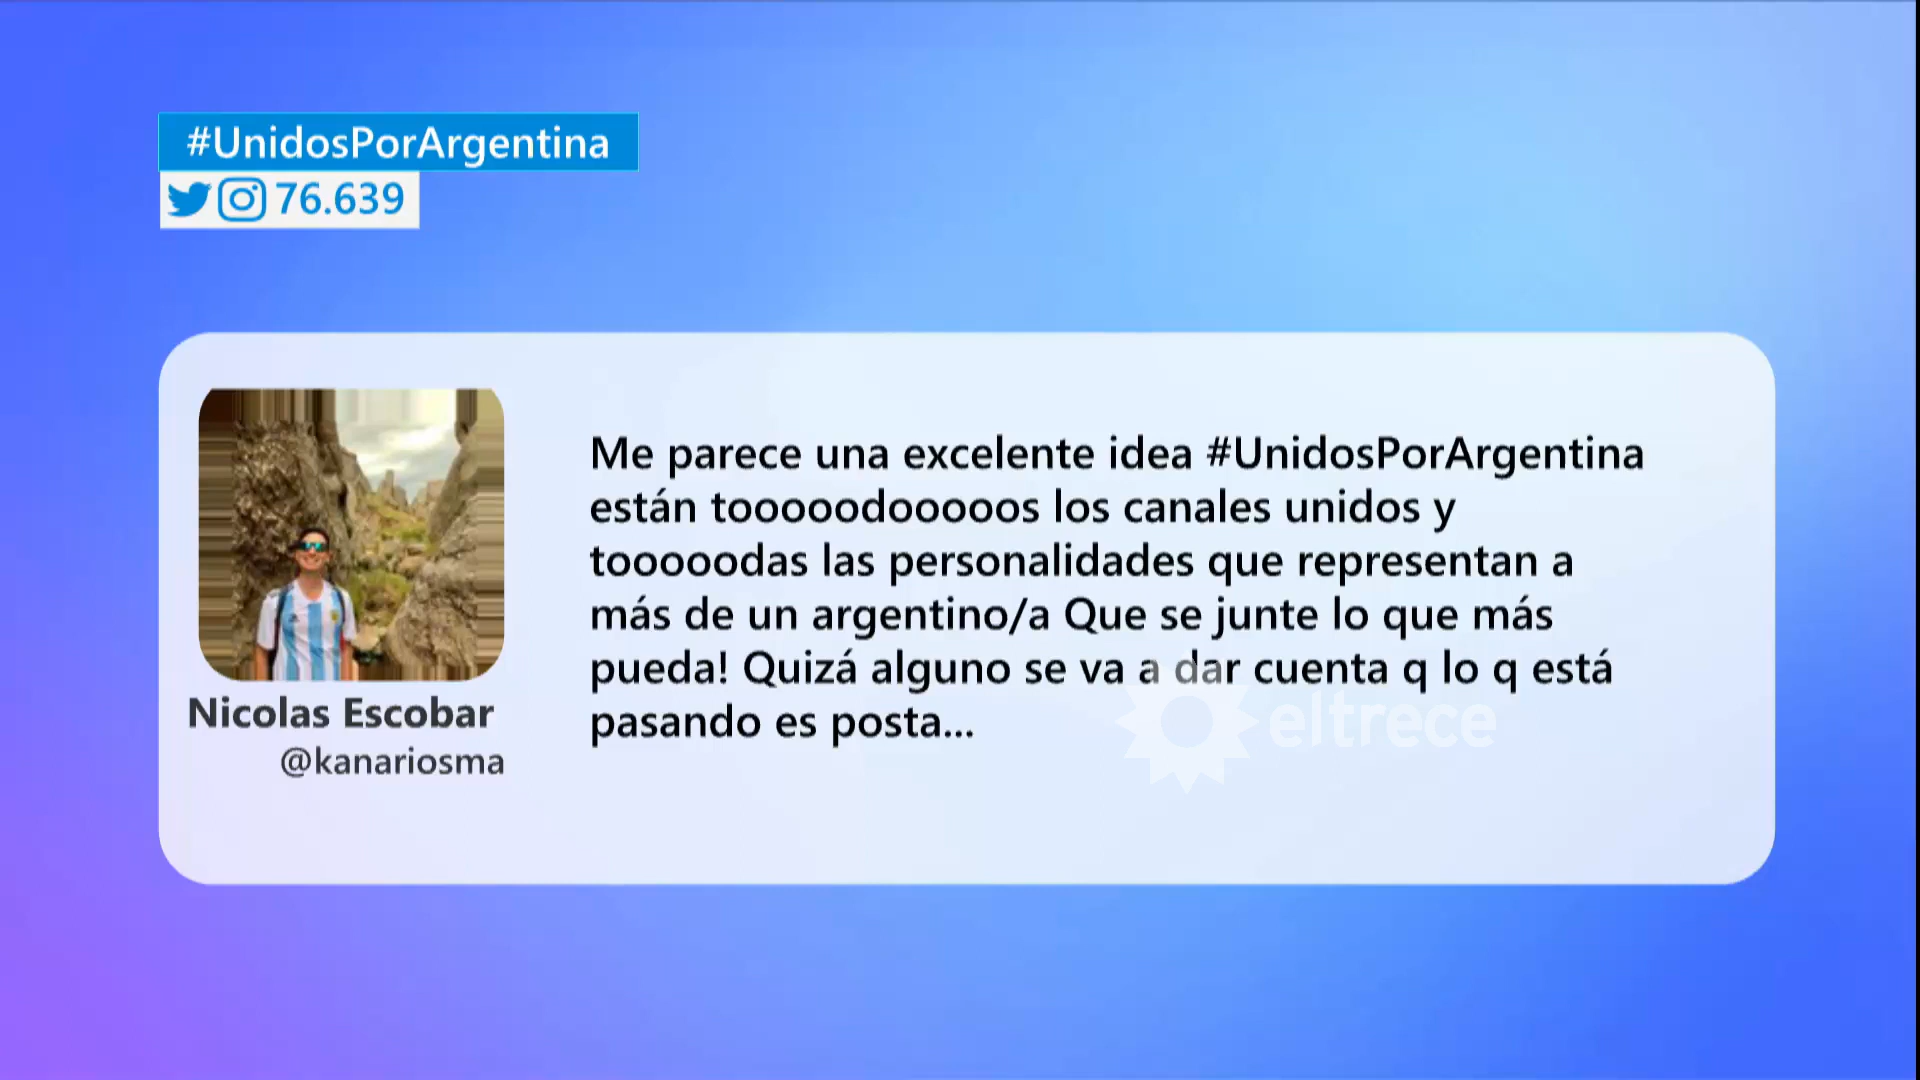 #UnidosPorArgentina
76.639
Me parece una excelente idea #UnidosPorArgentina
están tooooodooooos los canales unidos y
tooooodas las personalidades que representan a
más de un argentino/a Que se junte lo que más
pueda! Quizá alguno se va a dar cuenta q lo q está
pasando es posta...
eltrece
Nicolas Escobar
@kanariosma